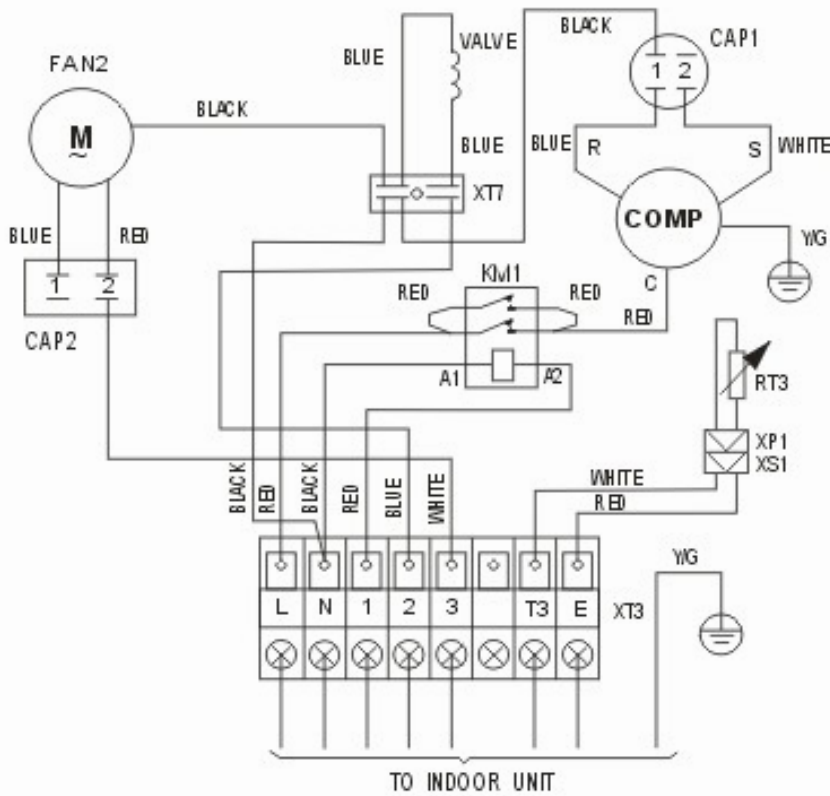 FAN2
M
~
BLACK
BLUE
VALVE
BLUE
BLACK
CAP1
1 2
BLUE
R
S
WHITE
COMP
Y/G
C
XT7
BLUE
RED
1 2
CAP2
KM1
RED
RED
RED
A1
A2
RT3
XP1
XS1
WHITE
RED
BLACK
RED
BLACK
RED
BLUE
WHITE
Y/G
L N 1 2 3 T3 E
XT3
TO INDOOR UNIT